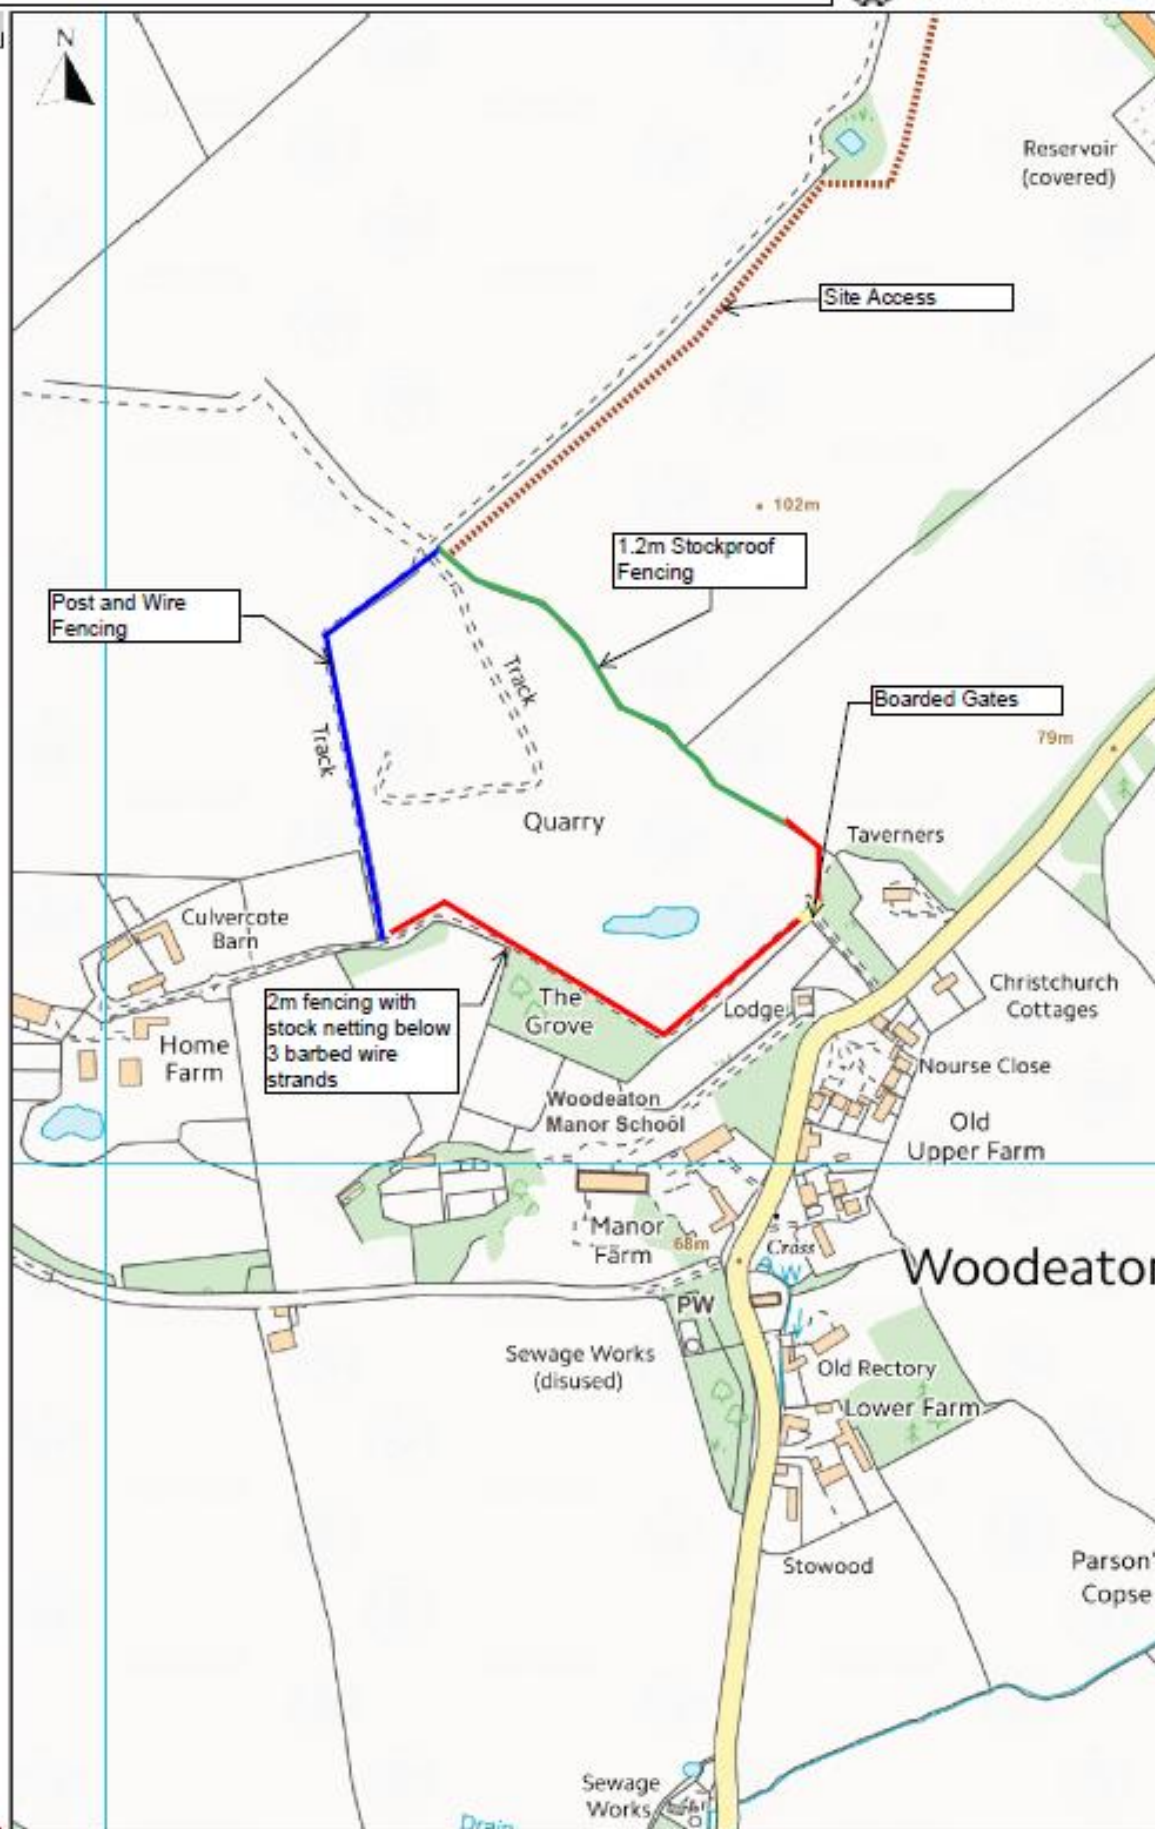 N
Reservoir
(covered)
Site Access
102m
1.2m Stockproof
Fencing
Post and Wire
Fencing
Track
Boarded Gates
79m
Track
Quarry
Taverners
Culvercote
Barn
2m fencing with
stock netting below
3 barbed wire
strands
The
Grove
Lodge
Christchurch
Cottages
Home
Farm
Nourse Close
Woodeaton
Manor School
Old
Upper Farm
Manor
Farm
68m
Cross
W
Woodeaton
PW
Sewage Works
(disused)
Old Rectory
Lower Farm
Stowood
Parson'
Copse
Sewage
Works
Drain